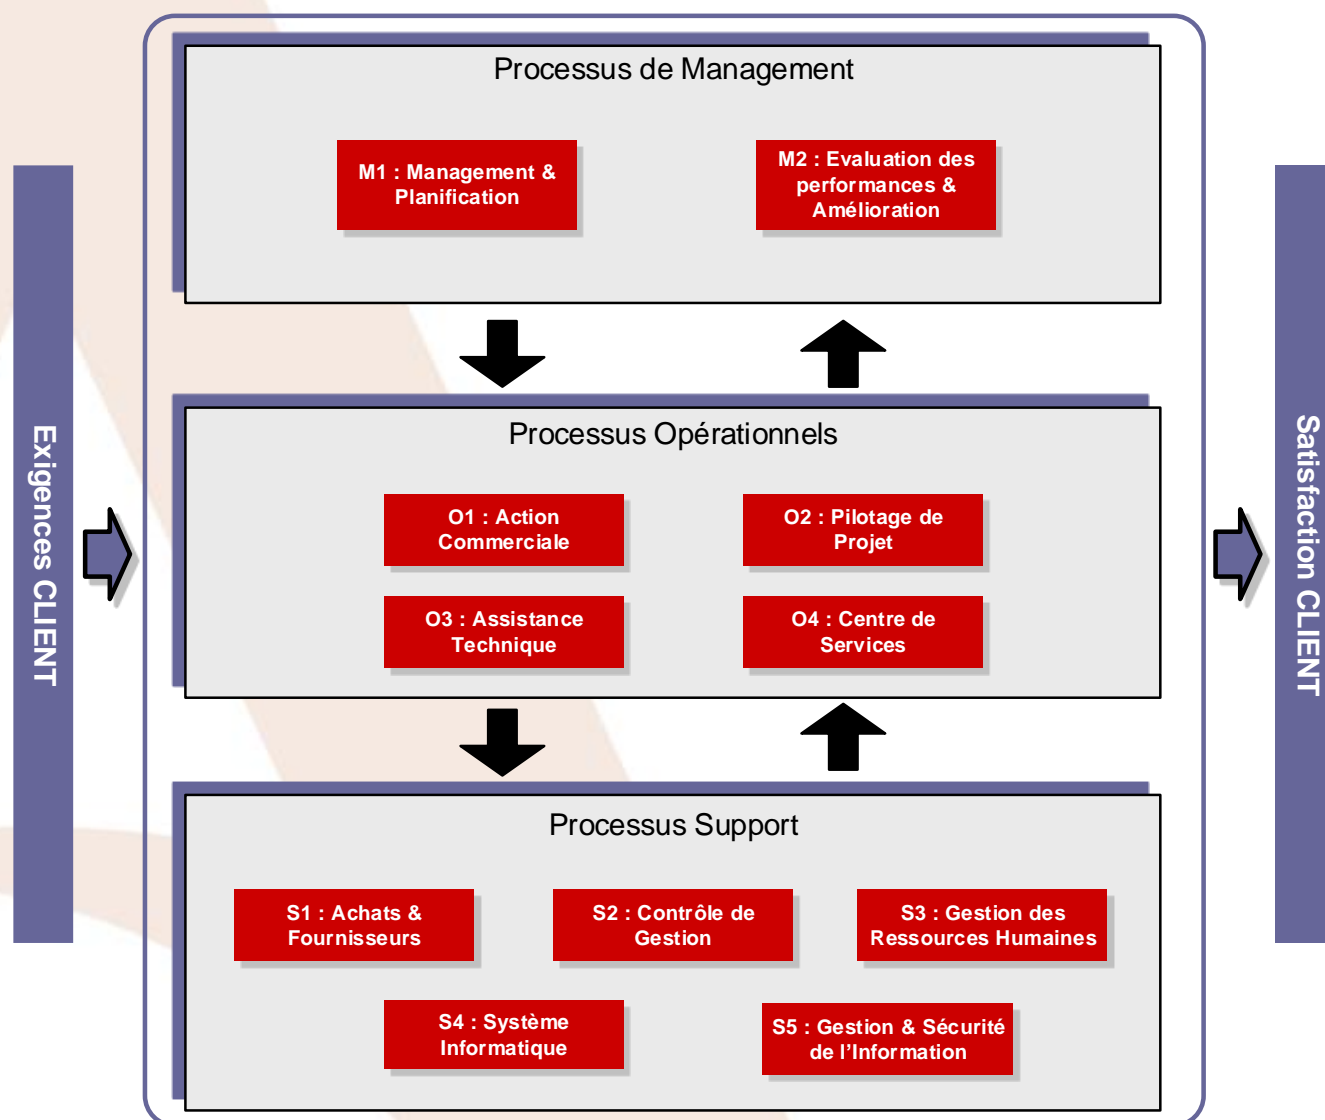 Processus de Management
M1 : Management &
Planification
M2 : Evaluation des
performances &
Amélioration
Exigences CLIENT
Processus Opérationnels
O1 : Action
Commerciale
O2 : Pilotage de
Projet
O3 : Assistance
Technique
O4 : Centre de
Services
Satisfaction CLIENT
Processus Support
S1 : Achats &
Fournisseurs
S2 : Contrôle de
Gestion
S3 : Gestion des
Ressources Humaines
S4 : Système
Informatique
S5 : Gestion & Sécurité
de l’Information